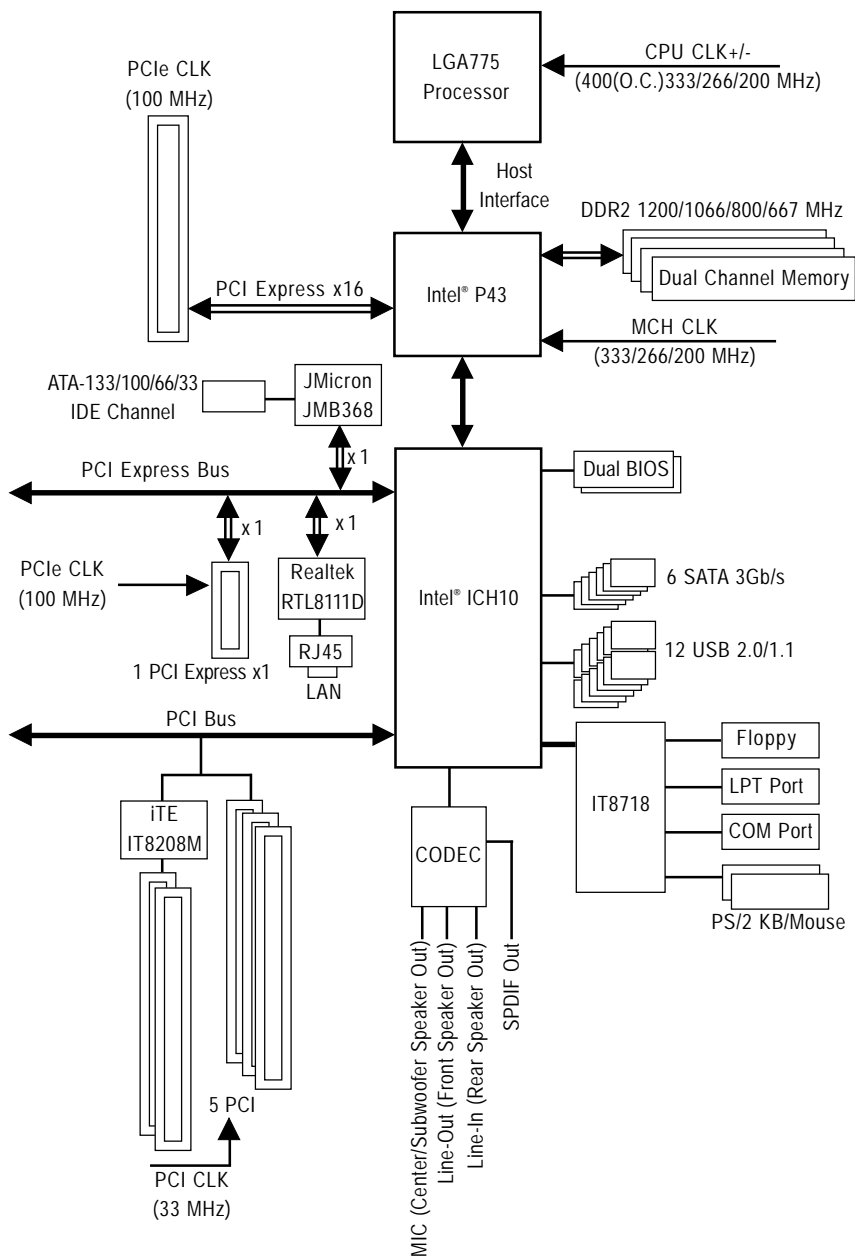 PCIe CLK
(100 MHz)
LGA775
Processor
CPU CLK+/-
(400(O.C.)333/266/200 MHz)
Host
Interface
DDR2 1200/1066/800/667 MHz
Dual Channel Memory
PCI Express x16
Intel® P43
MCH CLK
(333/266/200 MHz)
ATA-133/100/66/33
IDE Channel
JMicron
JMB368
x1
PCI Express Bus
Dual BIOS
x1
x1
PCIe CLK
(100 MHz)
Realtek
RTL8111D
Intel® ICH10
6 SATA 3Gb/s
RJ45
LAN
1 PCI Express x1
12 USB 2.0/1.1
PCI Bus
Floppy
LPT Port
IT8718
COM Port
PS/2 KB/Mouse
iTE
IT8208M
CODEC
MIC (Center/Subwoofer Speaker Out)
Line-Out (Front Speaker Out)
Line-In (Rear Speaker Out)
SPDIF Out
5 PCI
PCI CLK
(33 MHz)